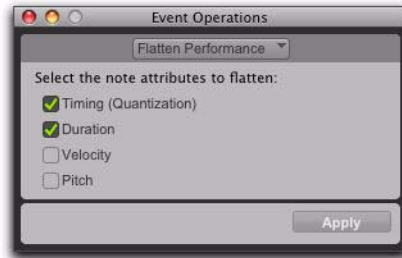 Event Operations
Flatten Performance
Select the note attributes to flatten:
Timing (Quantization)
Duration
Velocity
Pitch
Apply